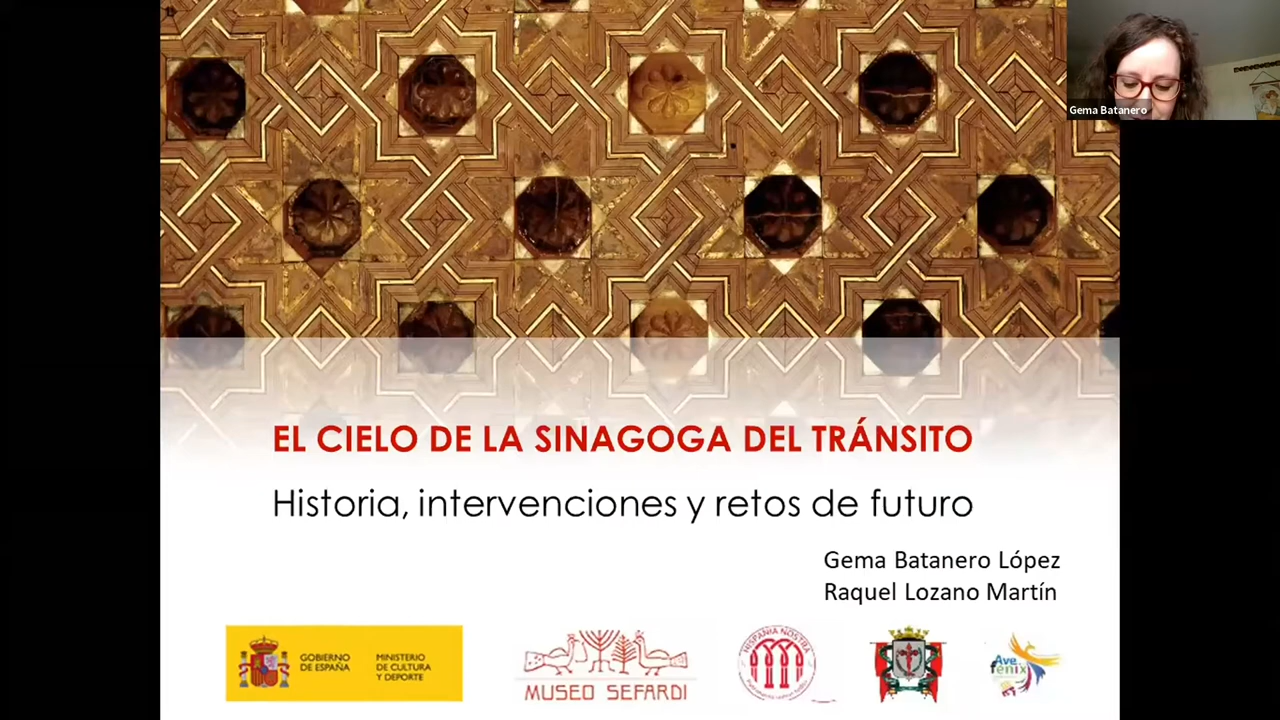 Gema Batanero
EL CIELO DE LA SINAGOGA DEL TRÁNSITO
Historia, intervenciones y retos de futuro
Gema Batanero López
Raquel Lozano Martín
GOBIERNO DE ESPAÑA
MINISTERIO DE CULTURA Y DEPORTE
MUSEO SEFARDI
HISPANIA NOSTRA
Ave fénix